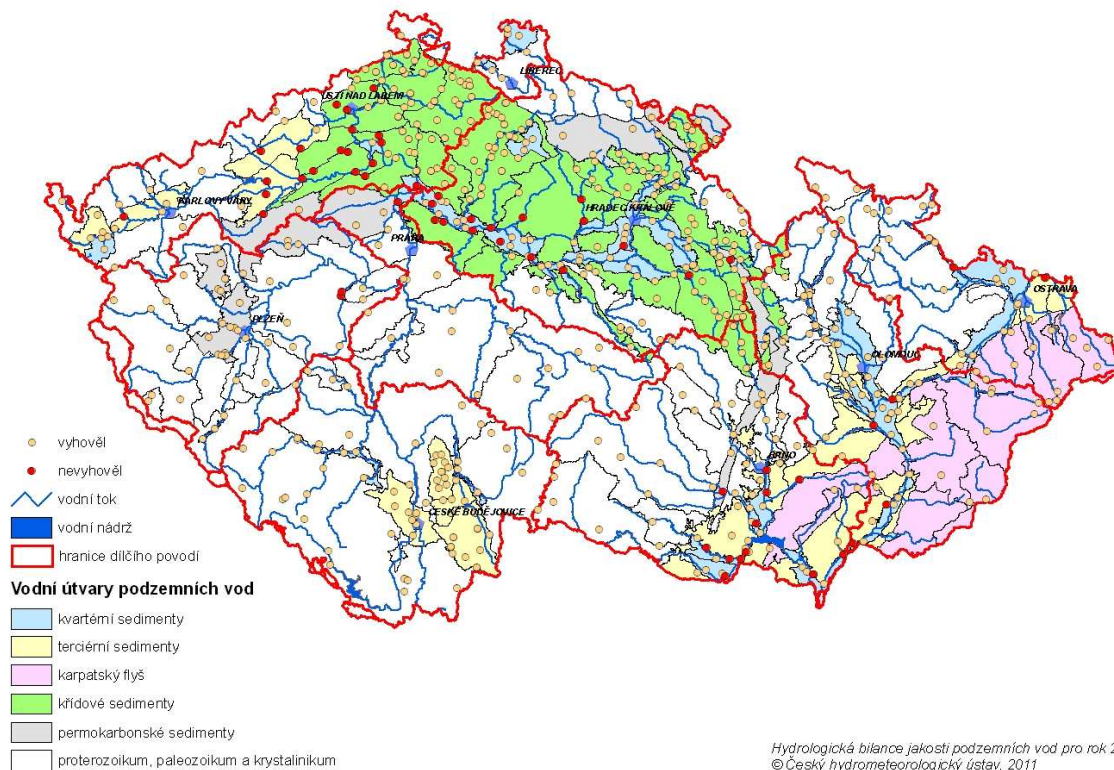 LIBEREC
ÚSTÍ NAD LABEM
KARLOVY VARY
HRADEC KRÁLOVÉ
PRAHA
PLZEŇ
OSTRAVA
OLOMOUC
BRNO
ČESKÉ BUDĚJOVICE
vyhověl
nevyhověl
vodní tok
vodní nádrž
hranice dílčího povodí
Vodní útvary podzemních vod
kvartérní sedimenty
terciérní sedimenty
karpatský flyš
křídové sedimenty
permokarbonské sedimenty
proterozoikum, paleozoikum a krystalinikum
Hydrologická bilance jakosti podzemních vod pro rok 2
© Český hydrometeorologický ústav, 2011